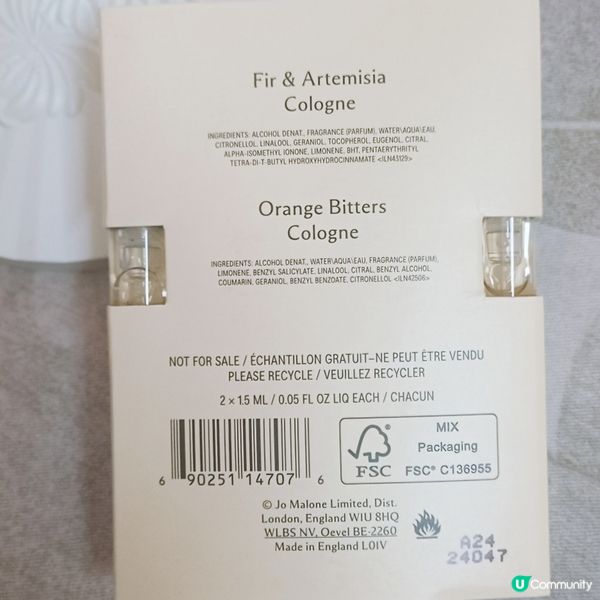 Fir & Artemisia
Cologne
INGREDIENTS: ALCOHOL DENAT., FRAGRANCE (PARFUM), WATER\AQUA\EAU,
CITRONELLOL, LINALOOL, GERANIOL, TOCOPHEROL, EUGENOL, CITRAL,
ALPHA-ISOMETHYL IONONE, LIMONENE, BHT, PENTAERYTHRITYL
TETRA-DI-T-BUTYL HYDROXYHYDROCINNAMATE <ILN43129>
Orange Bitters
Cologne
INGREDIENTS: ALCOHOL DENAT., WATER\AQUA\EAU, FRAGRANCE (PARFUM),
LIMONENE, BENZYL SALICYLATE, LINALOOL, CITRAL, BENZYL ALCOHOL,
COUMARIN, GERANIOL, BENZYL BENZOATE, CITRONELLOL <ILN42506>
NOT FOR SALE / ÉCHANTILLON GRATUIT–NE PEUT ÊTRE VENDU
PLEASE RECYCLE / VEUILLEZ RECYCLER
2 × 1.5 ML / 0.05 FL OZ LIQ EACH / CHACUN
6 90251 14707 6
FSC
MIX
Packaging
FSC® C136955
© Jo Malone Limited, Dist.
London, England W1U 8HQ
WLBS NV, Oevel BE-2260
Made in England L01V
A24
24047
U Community